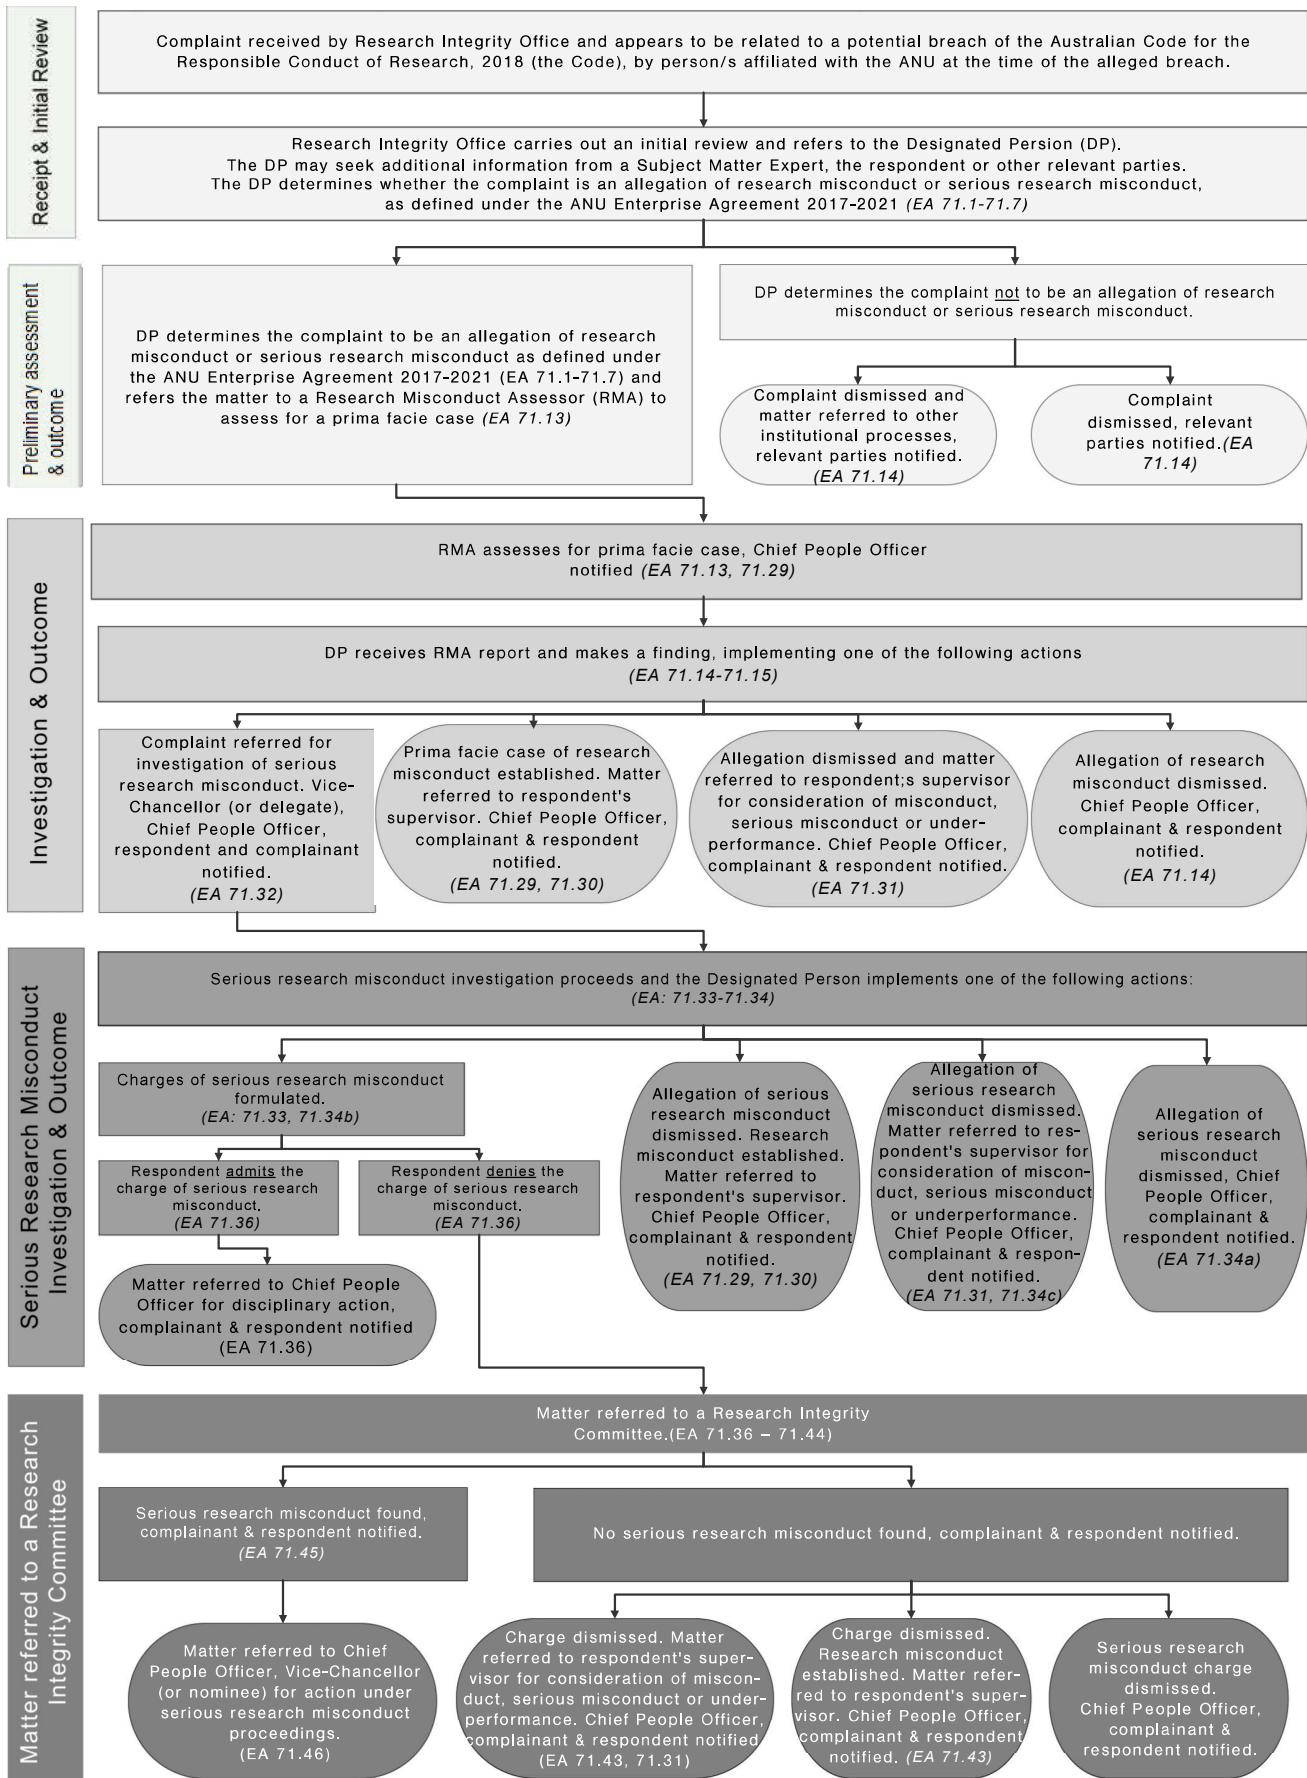 Receipt & Initial Review
Complaint received by Research Integrity Office and appears to be related to a potential breach of the Australian Code for the
Responsible Conduct of Research, 2018 (the Code), by person/s affiliated with the ANU at the time of the alleged breach.
Research Integrity Office carries out an initial review and refers to the Designated Persion (DP).
The DP may seek additional information from a Subject Matter Expert, the respondent or other relevant parties.
The DP determines whether the complaint is an allegation of research misconduct or serious research misconduct,
as defined under the ANU Enterprise Agreement 2017-2021 (EA 71.1-71.7)
Preliminary assessment
& outcome
DP determines the complaint to be an allegation of research
misconduct or serious research misconduct as defined under
the ANU Enterprise Agreement 2017-2021 (EA 71.1-71.7) and
refers the matter to a Research Misconduct Assessor (RMA) to
assess for a prima facie case (EA 71.13)
DP determines the complaint not to be an allegation of research
misconduct or serious research misconduct.
Complaint dismissed and
matter referred to other
institutional processes,
relevant parties notified.
(EA 71.14)
Complaint
dismissed, relevant
parties notified.(EA
71.14)
Investigation & Outcome
RMA assesses for prima facie case, Chief People Officer
notified (EA 71.13, 71.29)
DP receives RMA report and makes a finding, implementing one of the following actions
(EA 71.14-71.15)
Complaint referred for
investigation of serious
research misconduct. Vice-
Chancellor (or delegate),
Chief People Officer,
respondent and complainant
notified.
(EA 71.32)
Prima facie case of research
misconduct established. Matter
referred to respondent's
supervisor. Chief People Officer,
complainant & respondent
notified.
(EA 71.29, 71.30)
Allegation dismissed and matter
referred to respondent;s supervisor
for consideration of misconduct,
serious misconduct or under-
performance. Chief People Officer,
complainant & respondent notified.
(EA 71.31)
Allegation of research
misconduct dismissed.
Chief People Officer,
complainant & respondent
notified.
(EA 71.14)
Serious Research Misconduct
Investigation & Outcome
Serious research misconduct investigation proceeds and the Designated Person implements one of the following actions:
(EA: 71.33-71.34)
Charges of serious research misconduct
formulated.
(EA: 71.33, 71.34b)
Respondent admits the
charge of serious research
misconduct.
(EA 71.36)
Respondent denies the
charge of serious research
misconduct.
(EA 71.36)
Matter referred to Chief People
Officer for disciplinary action,
complainant & respondent notified
(EA 71.36)
Allegation of serious
research misconduct
dismissed. Research
misconduct established.
Matter referred to
respondent's supervisor.
Chief People Officer,
complainant & respondent
notified.
(EA 71.29, 71.30)
Allegation of
serious research
misconduct dismissed.
Matter referred to res-
pondent's supervisor for
consideration of miscon-
duct, serious misconduct
or underperformance.
Chief People Officer,
complainant & respon-
dent notified.
(EA 71.31, 71.34c)
Allegation of
serious research
misconduct
dismissed, Chief
People Officer,
complainant &
respondent notified.
(EA 71.34a)
Matter referred to a Research
Integrity Committee
Matter referred to a Research Integrity
Committee.(EA 71.36 – 71.44)
Serious research misconduct found,
complainant & respondent notified.
(EA 71.45)
No serious research misconduct found, complainant & respondent notified.
Matter referred to Chief
People Officer, Vice-Chancellor
(or nominee) for action under
serious research misconduct
proceedings.
(EA 71.46)
Charge dismissed. Matter
referred to respondent's super-
visor for consideration of miscon-
duct, serious misconduct or under-
performance. Chief People Officer,
complainant & respondent notified
(EA 71.43, 71.31)
Charge dismissed.
Research misconduct
established. Matter refer-
red to respondent's super-
visor. Chief People Officer,
complainant & respondent
notified. (EA 71.43)
Serious research
misconduct charge
dismissed.
Chief People Officer,
complainant &
respondent notified.